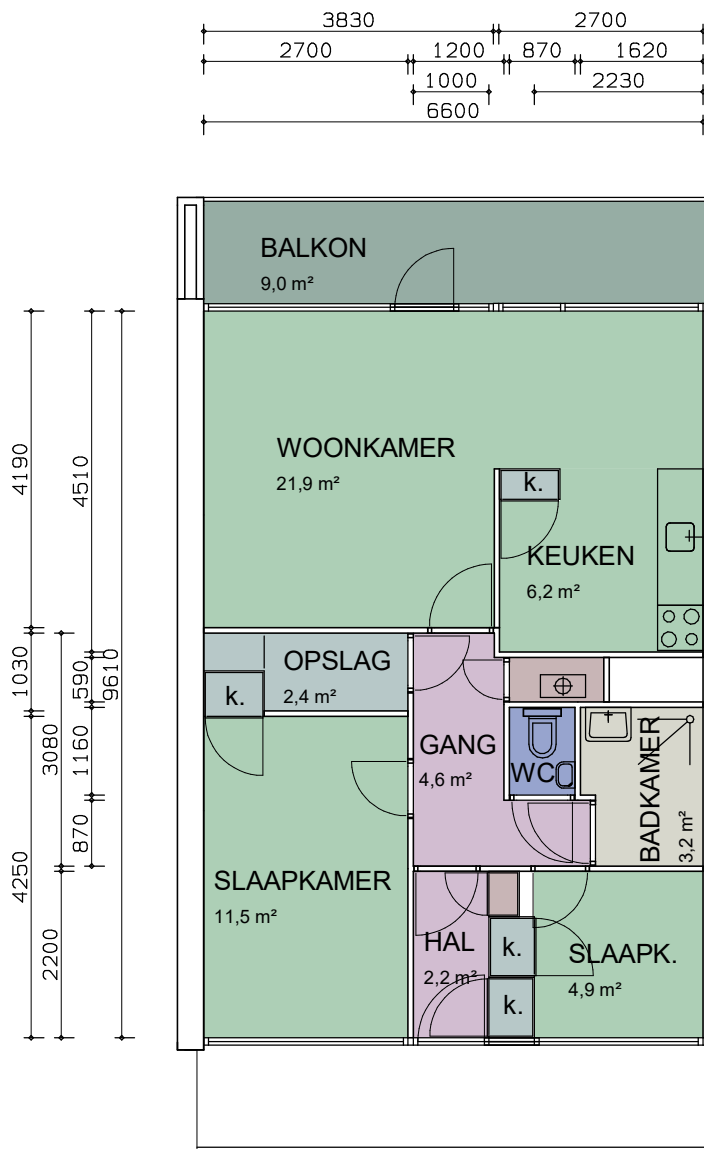 3830 2700
2700 1200 870 1620
1000 2230
6600
BALKON
9,0 m²
4190
4510
WOONKAMER
21,9 m²
k.
KEUKEN
6,2 m²
1030
590
9610
OPSLAG
2,4 m²
k.
3080
1160
GANG
4,6 m²
WC
BADKAMER
3,2 m²
870
4250
2200
SLAAPKAMER
11,5 m²
HAL
2,2 m²
k.
k.
SLAAPK.
4,9 m²